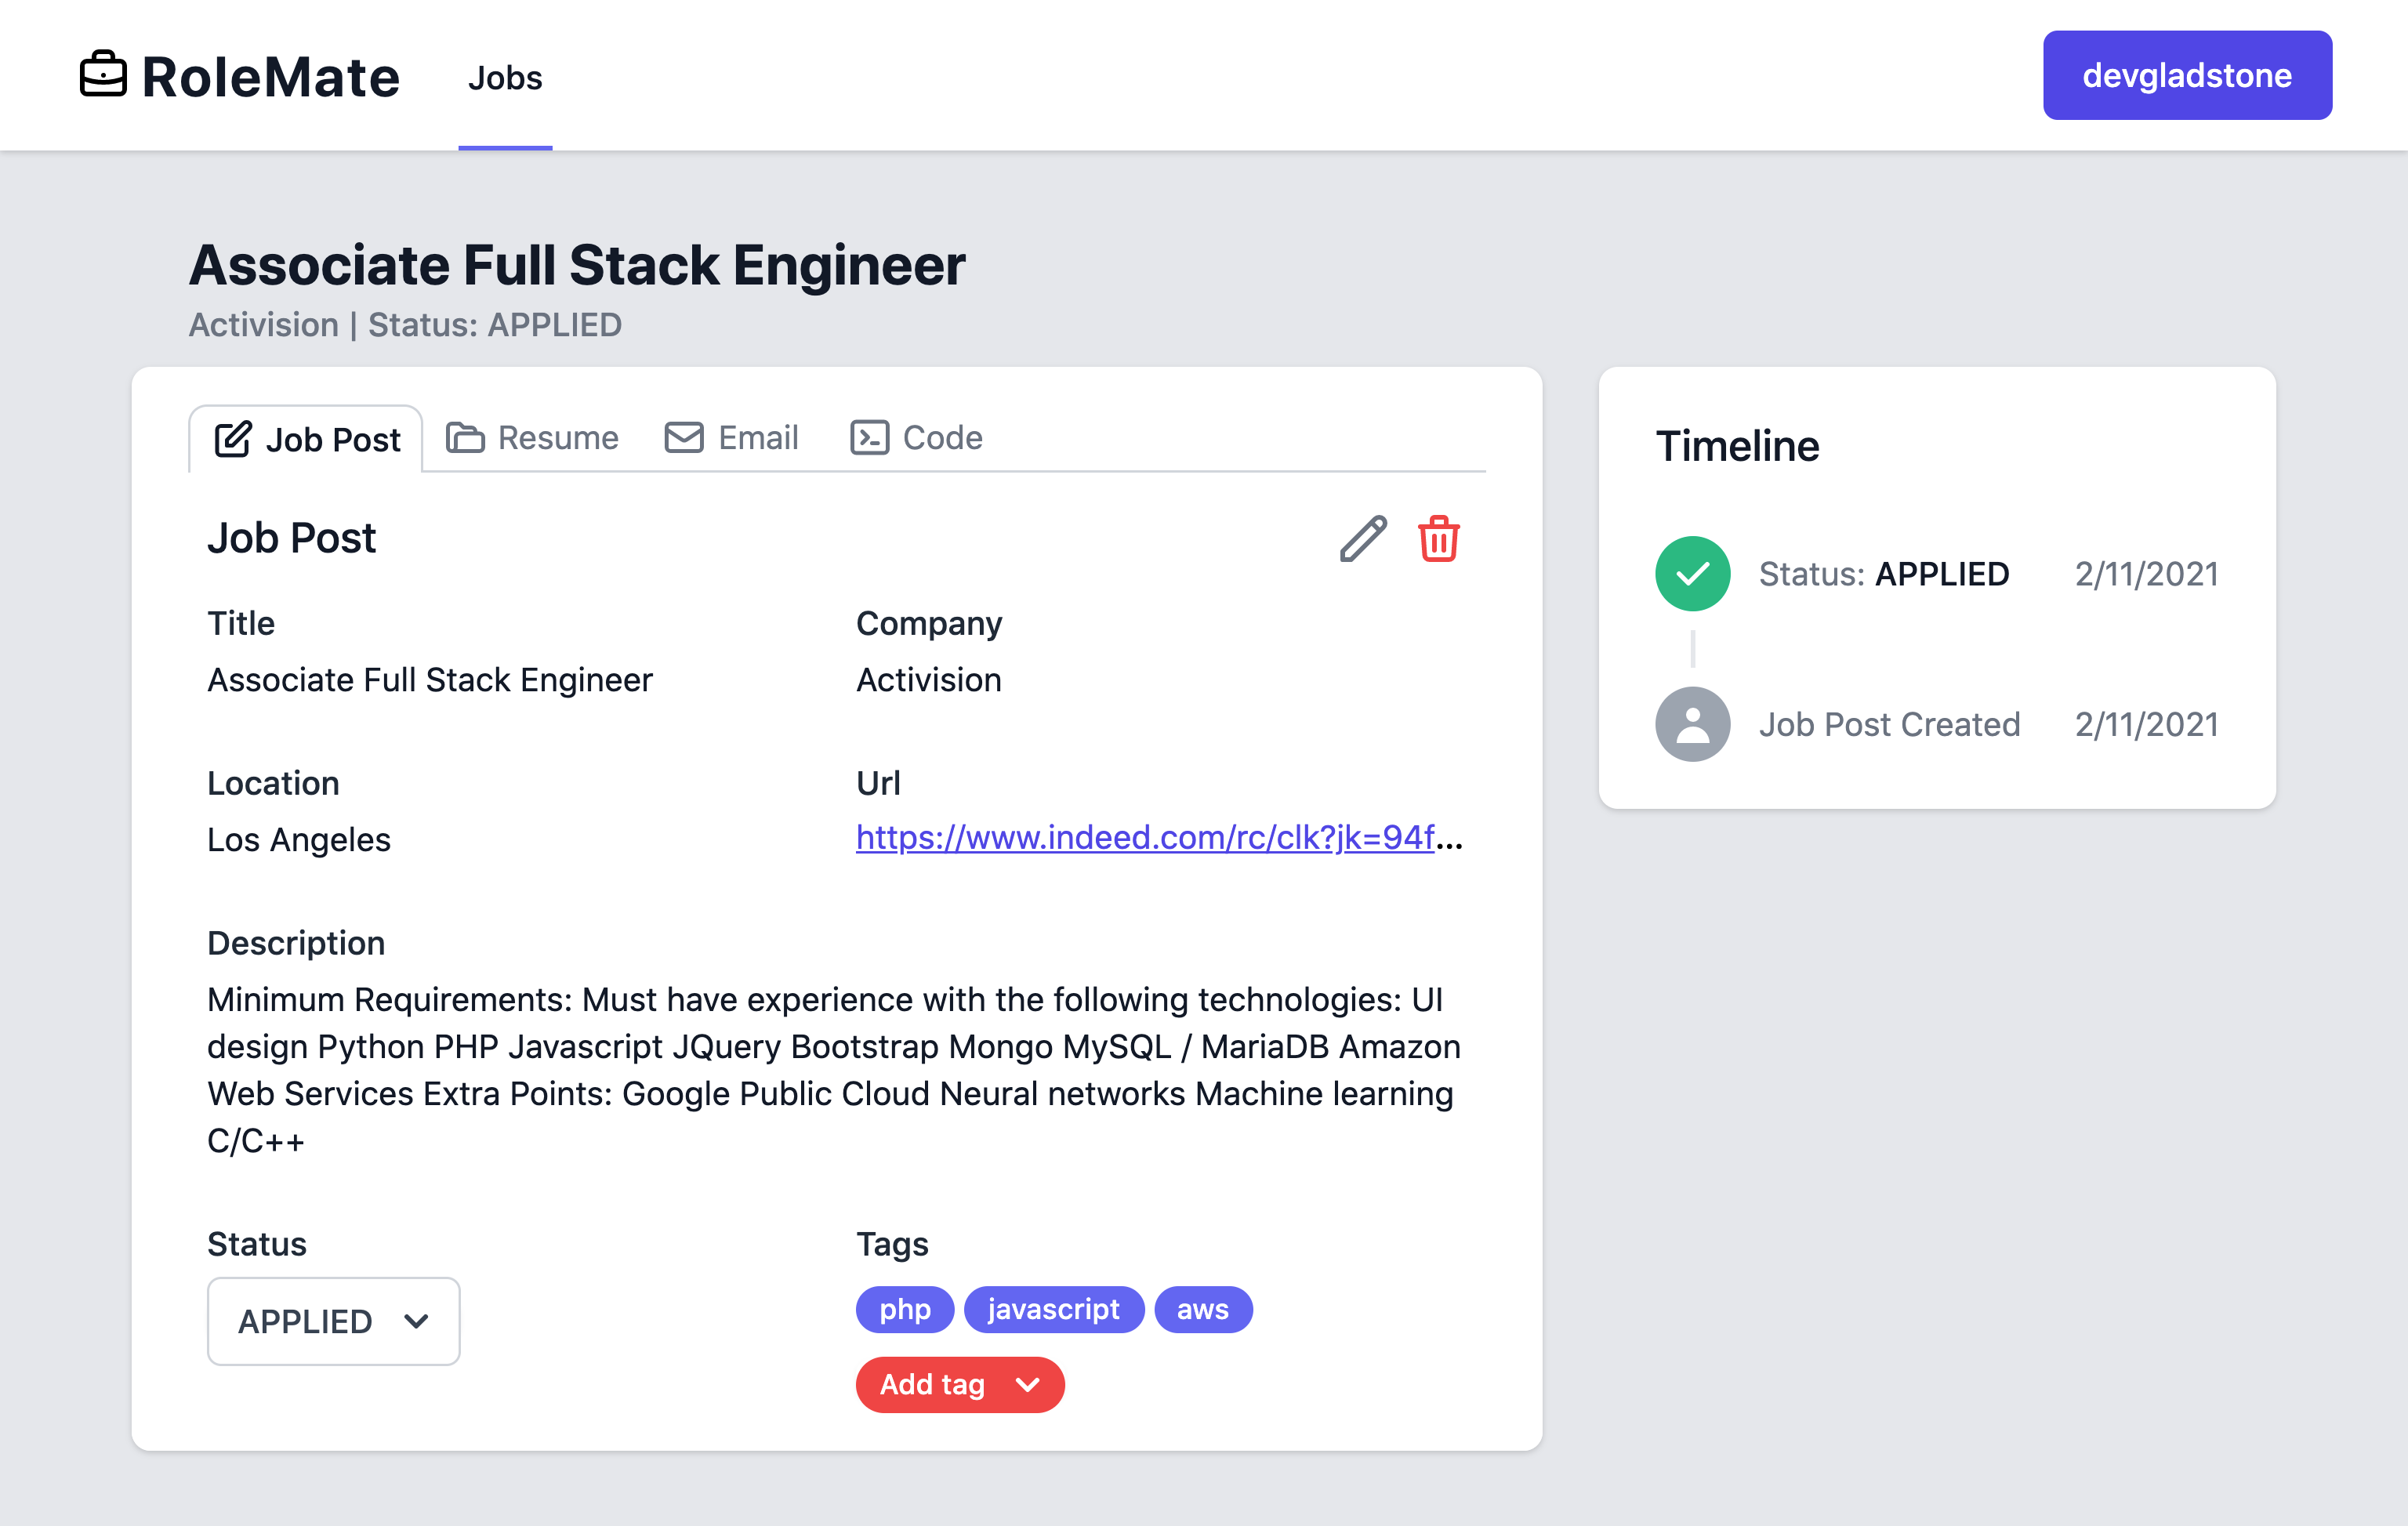 RoleMate
Jobs
devgladstone
Associate Full Stack Engineer
Activision | Status: APPLIED
Job Post
Resume
Email
Code
Job Post
Title
Associate Full Stack Engineer
Company
Activision
Location
Los Angeles
Url
https://www.indeed.com/rc/clk?jk=94f...
Description
Minimum Requirements: Must have experience with the following technologies: UI
design Python PHP Javascript JQuery Bootstrap Mongo MySQL / MariaDB Amazon
Web Services Extra Points: Google Public Cloud Neural networks Machine learning
C/C++
Status
APPLIED
Tags
php
javascript
aws
Add tag
Timeline
Status: APPLIED 2/11/2021
Job Post Created 2/11/2021